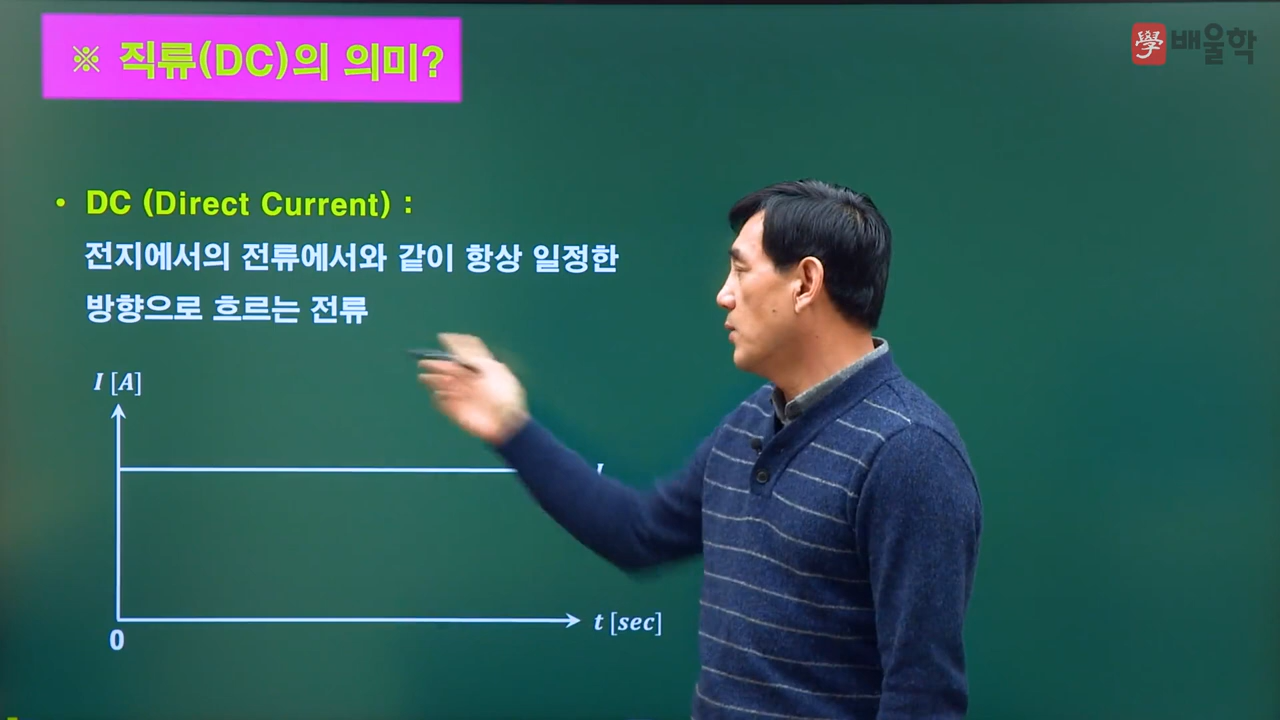 ※ 직류(DC)의 의미?
學 배울학
• DC (Direct Current) :
전지에서의 전류에서와 같이 항상 일정한
방향으로 흐르는 전류
I [A]
t [sec]
0